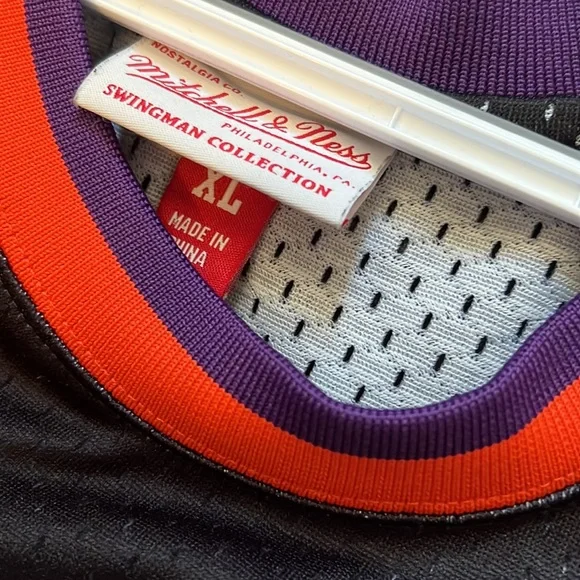 NOSTALGIA CO.
Mitchell & Ness
PHILADELPHIA, PA.
SWINGMAN COLLECTION
XL
MADE IN
CHINA